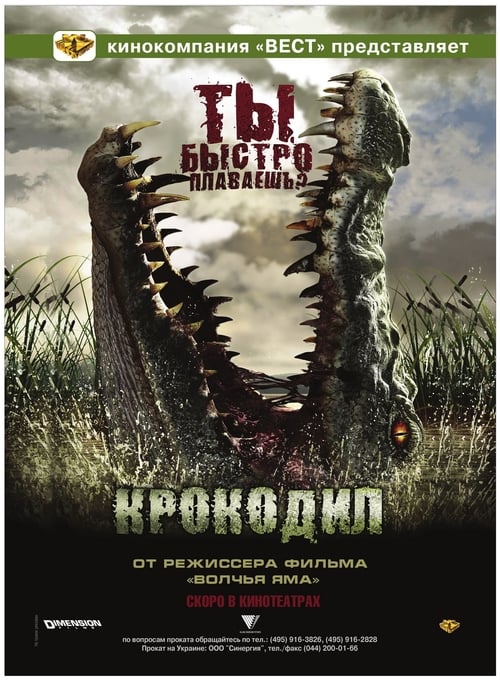 КИНОКОМПАНИЯ «ВЕСТ» ПРЕДСТАВЛЯЕТ
ТЫ
БЫСТРО
ПЛАВАЕШЬ?
КРОКОДИЛ
ОТ РЕЖИССЕРА ФИЛЬМА
«ВОЛЧЬЯ ЯМА»
СКОРО В КИНОТЕАТРАХ
DIMENSION
FILMS
по вопросам проката обращайтесь по тел.: (495) 916-3826, (495) 916-2828
Прокат на Украине: ООО "Синергия", тел./факс (044) 200-01-66